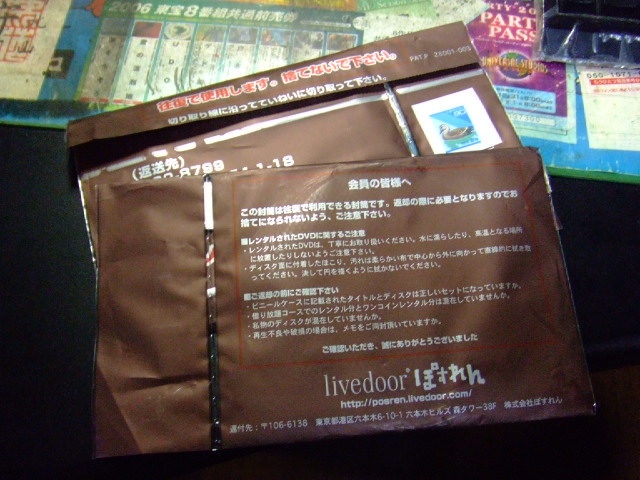 2006 東宝8番組共通前売券
PARTY 20
PARTY
PASS
UNIVERSAL STUDIOS
PAT.P 26001-003
往復で使用します。捨てないで下さい。
切り取り線に沿っていねいに切り取って下さい。
(返送先)
8799
1-18
会員の皆様へ
この封筒は往復で利用できる封筒です。返却の際に必要となりますのでお
捨てになられないよう、ご注意下さい。
■レンタルされたDVDに関するご注意
・レンタルされたDVDは、丁寧にお取り扱いください。水に濡らしたり、高温となる場所
に放置したりしないようご注意下さい。
・ディスク面に付着したほこり、汚れは柔らかい布で中心から外に向かって直線的に拭き取
ってください。決して円を描くように拭かないでください。
■ご返却の前にご確認下さい
・ビニールケースに記載されたタイトルとディスクは正しいセットになっていますか。
・借り放題コースでのレンタル分とワンコインレンタル分は混在していませんか。
・私物のディスクが混在していませんか。
・再生不良や破損の場合は、メモをご同封頂いていますか。
ご確認いただき、誠にありがとうございました
livedoor ぽすれん
http://posren.livedoor.com/
還付先:〒106-6138 東京都港区六本木6-10-1 六本木ヒルズ 森タワー38F 株式会社ぽすれん